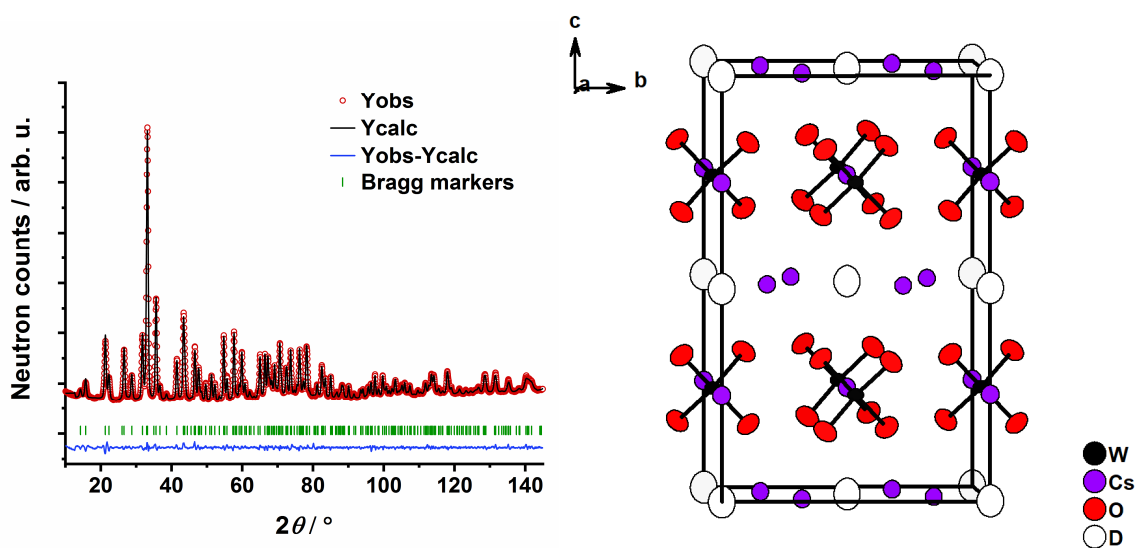 Neutron counts / arb. u.
Yobs
Ycalc
Yobs-Ycalc
Bragg markers
20 40 60 80 100 120 140
2θ / °
c
a b
W
Cs
O
D